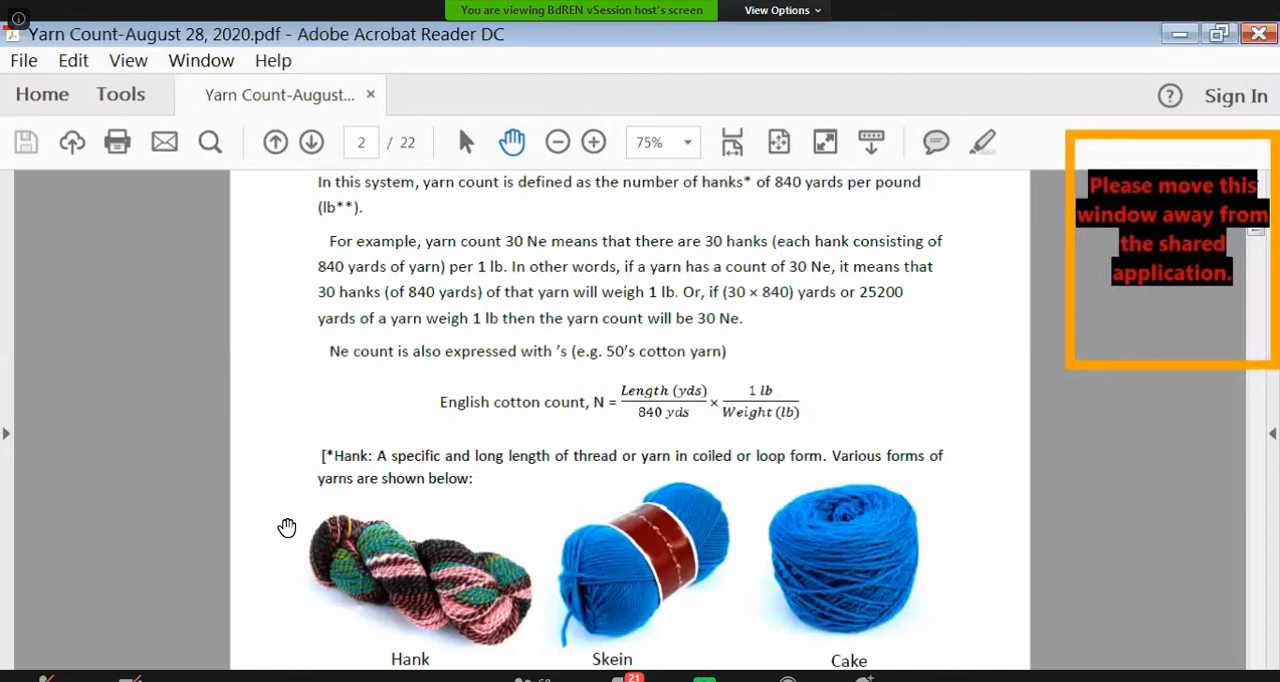 You are viewing BdREN vSession host's screen View Options
Yarn Count-August 28, 2020.pdf - Adobe Acrobat Reader DC
File Edit View Window Help
Home Tools Yarn Count-August... × Sign In
2 / 22 75%
Please move this
window away from
the shared
application.
In this system, yarn count is defined as the number of hanks* of 840 yards per pound
(lb**).
For example, yarn count 30 Ne means that there are 30 hanks (each hank consisting of
840 yards of yarn) per 1 lb. In other words, if a yarn has a count of 30 Ne, it means that
30 hanks (of 840 yards) of that yarn will weigh 1 lb. Or, if (30 × 840) yards or 25200
yards of a yarn weigh 1 lb then the yarn count will be 30 Ne.
Ne count is also expressed with 's (e.g. 50's cotton yarn)
English cotton count, N = Length (yds) / 840 yds × 1 lb / Weight (lb)
[*Hank: A specific and long length of thread or yarn in coiled or loop form. Various forms of
yarns are shown below:
Hank Skein Cake
21